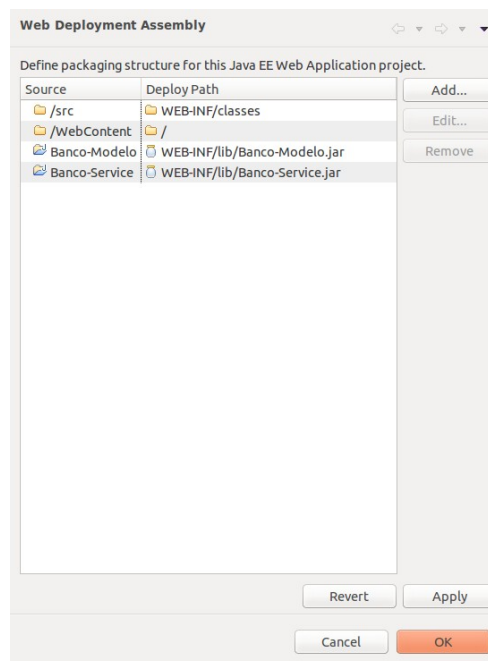 Web Deployment Assembly
Define packaging structure for this Java EE Web Application project.
Source Deploy Path
/src WEB-INF/classes
/WebContent /
Banco-Modelo WEB-INF/lib/Banco-Modelo.jar
Banco-Service WEB-INF/lib/Banco-Service.jar
Add...
Edit...
Remove
Revert Apply
Cancel OK